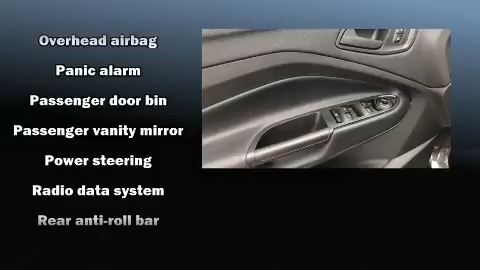 Overhead airbag
Panic alarm
Passenger door bin
Passenger vanity mirror
Power steering
Radio data system
Rear anti-roll bar